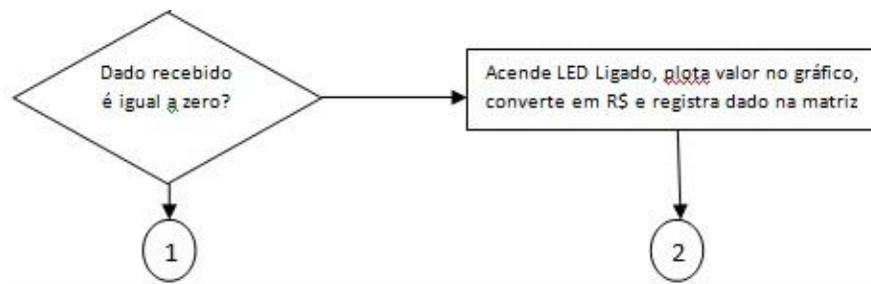 Dado recebido
é igual a zero?
Acende LED Ligado, plota valor no gráfico,
converte em R$ e registra dado na matriz
1
2